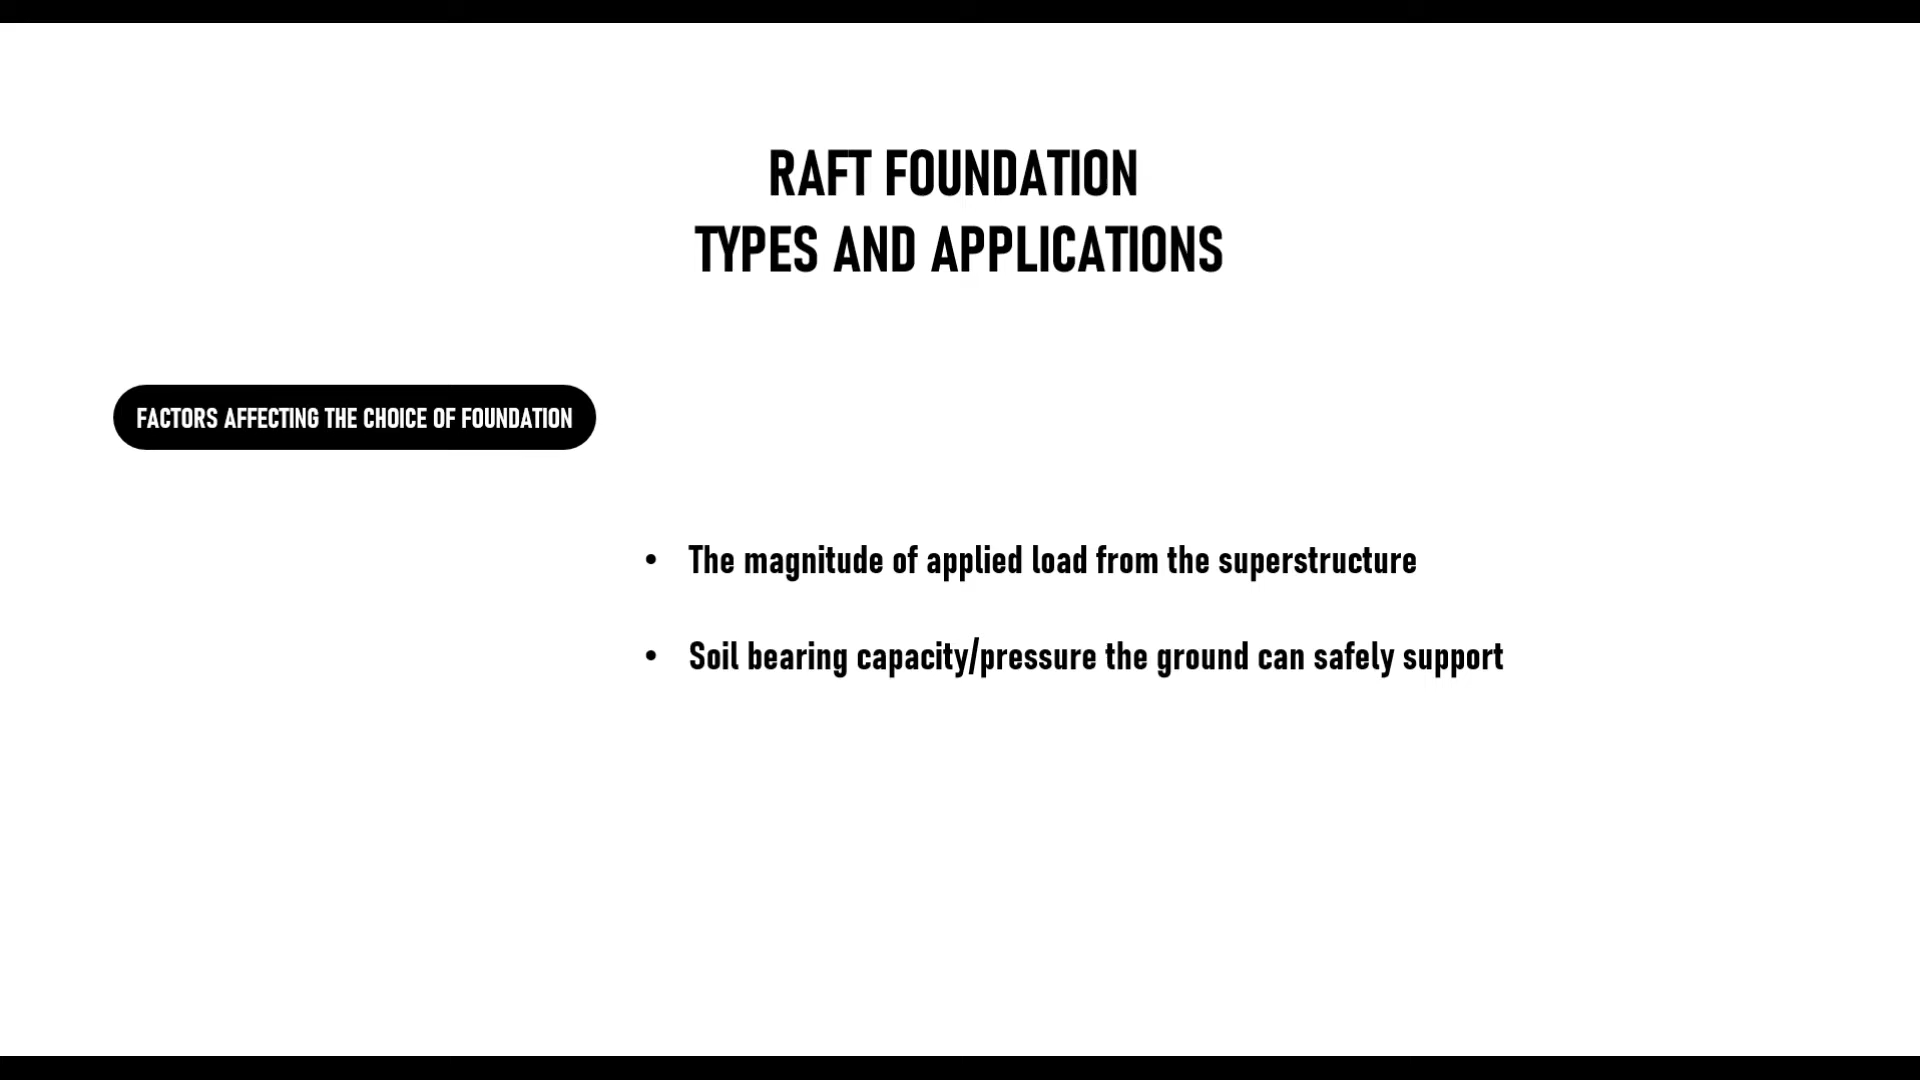 RAFT FOUNDATION
TYPES AND APPLICATIONS
FACTORS AFFECTING THE CHOICE OF FOUNDATION
• The magnitude of applied load from the superstructure
• Soil bearing capacity/pressure the ground can safely support